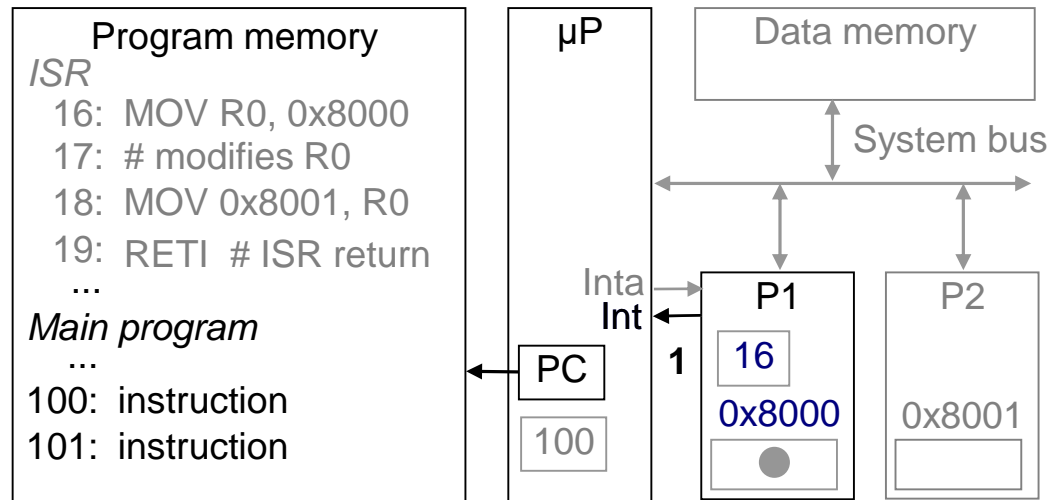 Program memory
ISR
16: MOV R0, 0x8000
17: # modifies R0
18: MOV 0x8001, R0
19: RETI # ISR return
...
Main program
...
100: instruction
101: instruction
μP
Inta
Int
PC
100
Data memory
System bus
1
P1
16
0x8000
P2
0x8001